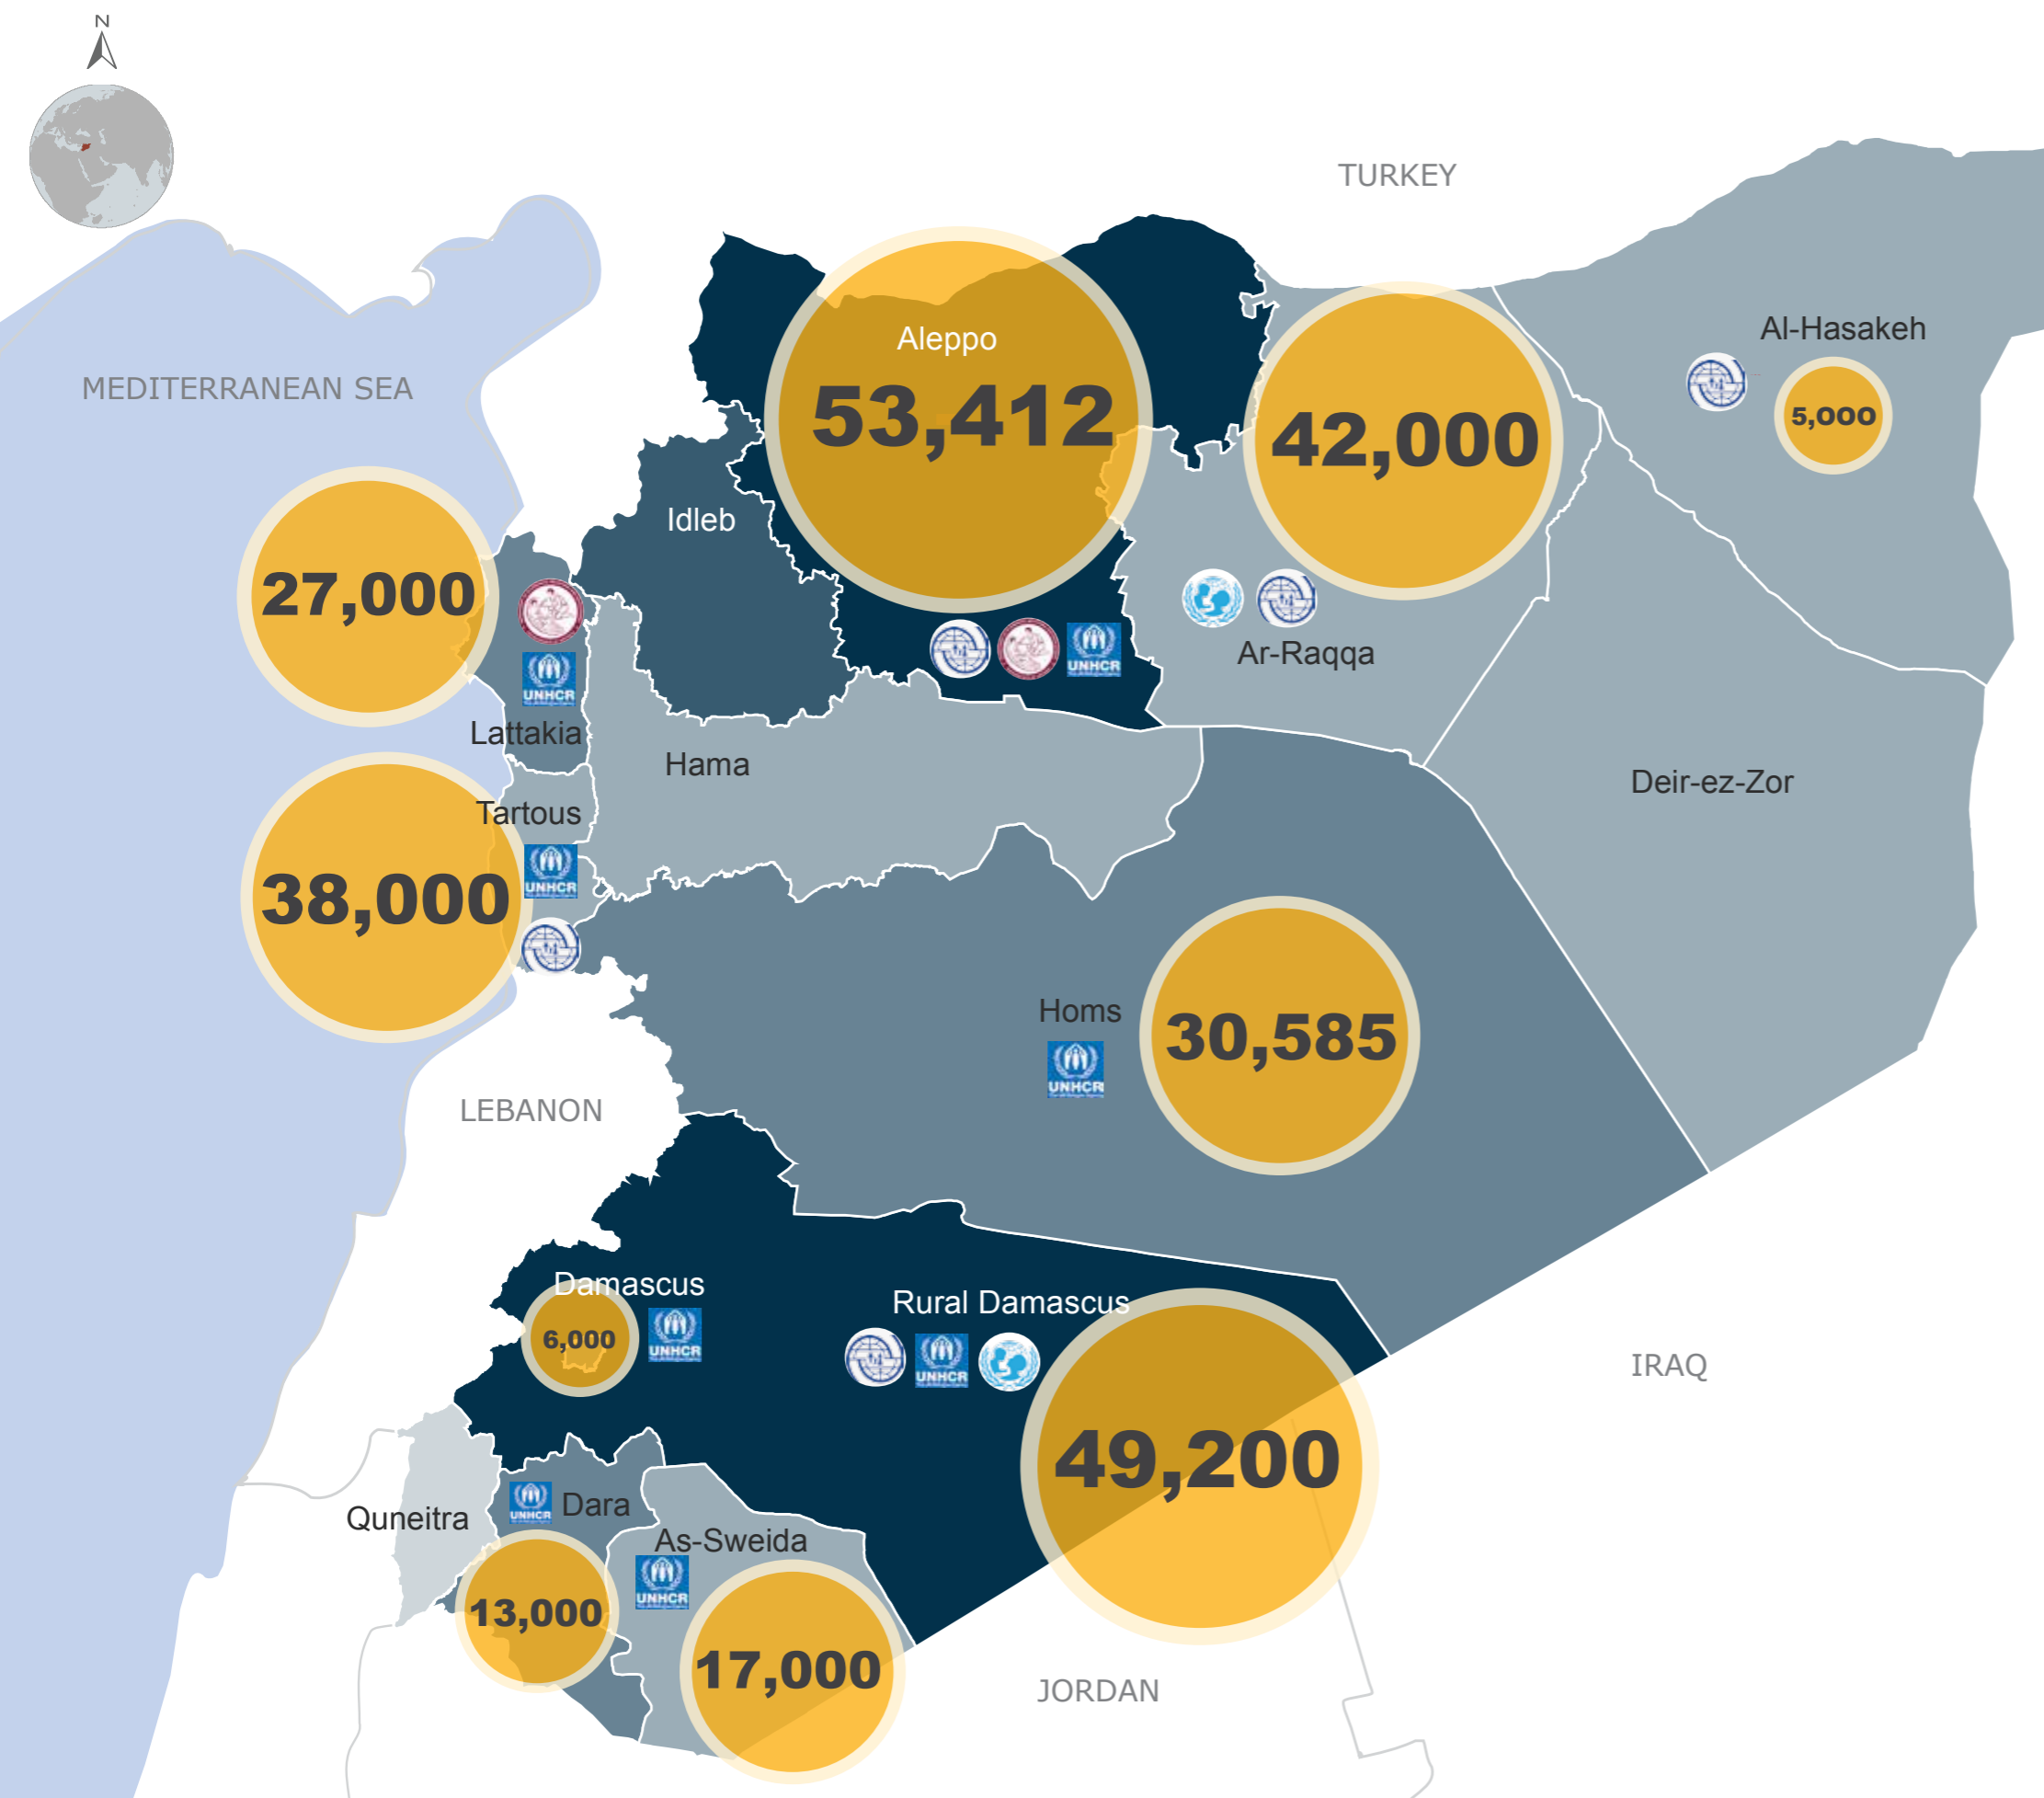 N
TURKEY
Al-Hasakeh
5,000
Aleppo
53,412
42,000
MEDITERRANEAN SEA
Idleb
27,000
UNHCR
UNHCR
Ar-Raqqa
Lattakia
Hama
Deir-ez-Zor
Tartous
UNHCR
38,000
Homs
30,585
UNHCR
LEBANON
Damascus
6,000
UNHCR
Rural Damascus
UNHCR
IRAQ
49,200
Quneitra
UNHCR
Dara
As-Sweida
UNHCR
13,000
17,000
JORDAN